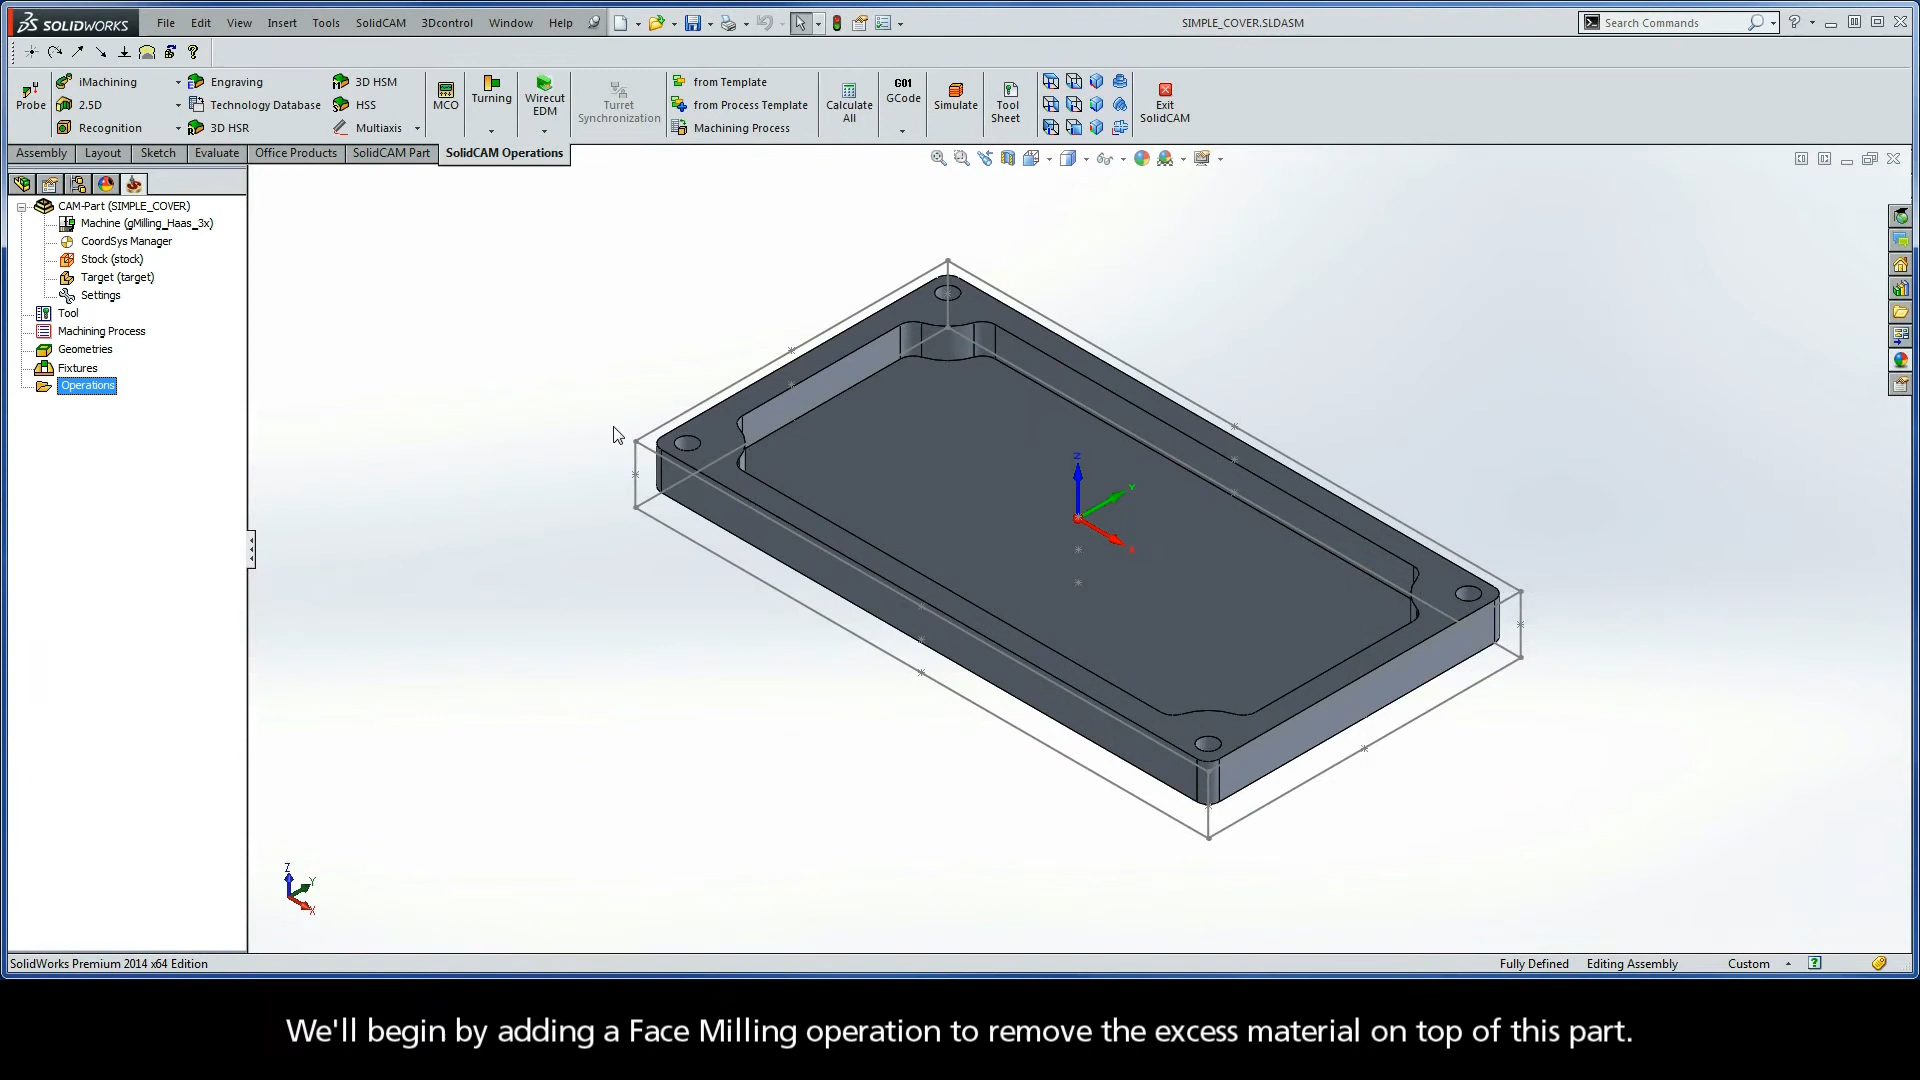 SOLIDWORKS File Edit View Insert Tools SolidCAM 3Dcontrol Window Help SIMPLE_COVER.SLDASM Search Commands
Probe
iMachining
2.5D
Recognition
Engraving
Technology Database
3D HSR
3D HSM
HSS
Multiaxis
MCO
Turning
Wirecut
EDM
Turret
Synchronization
from Template
from Process Template
Machining Process
Calculate
All
G01
GCode
Simulate
Tool
Sheet
Exit
SolidCAM
Assembly Layout Sketch Evaluate Office Products SolidCAM Part SolidCAM Operations
CAM-Part (SIMPLE_COVER)
Machine (gMilling_Haas_3x)
CoordSys Manager
Stock (stock)
Target (target)
Settings
Tool
Machining Process
Geometries
Fixtures
Operations
Z
Y
X
Z
Y
X
SolidWorks Premium 2014 x64 Edition Fully Defined Editing Assembly Custom
We'll begin by adding a Face Milling operation to remove the excess material on top of this part.